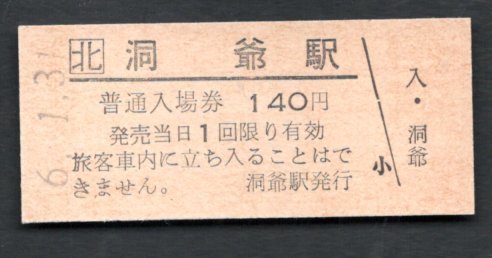 北 洞爺駅
普通入場券 140円
発売当日1回限り有効
旅客車内に立ち入ることはで
きません。 洞爺駅発行
小
入・洞爺
6. 1.31